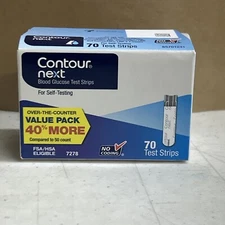 70 Test Strips
Contour
next
Blood Glucose Test Strips
For Self-Testing
OVER-THE-COUNTER
VALUE PACK
40% MORE
Compared to 50 count
FSA/HSA
ELIGIBLE
7278
NO
CODING
70
Test Strips